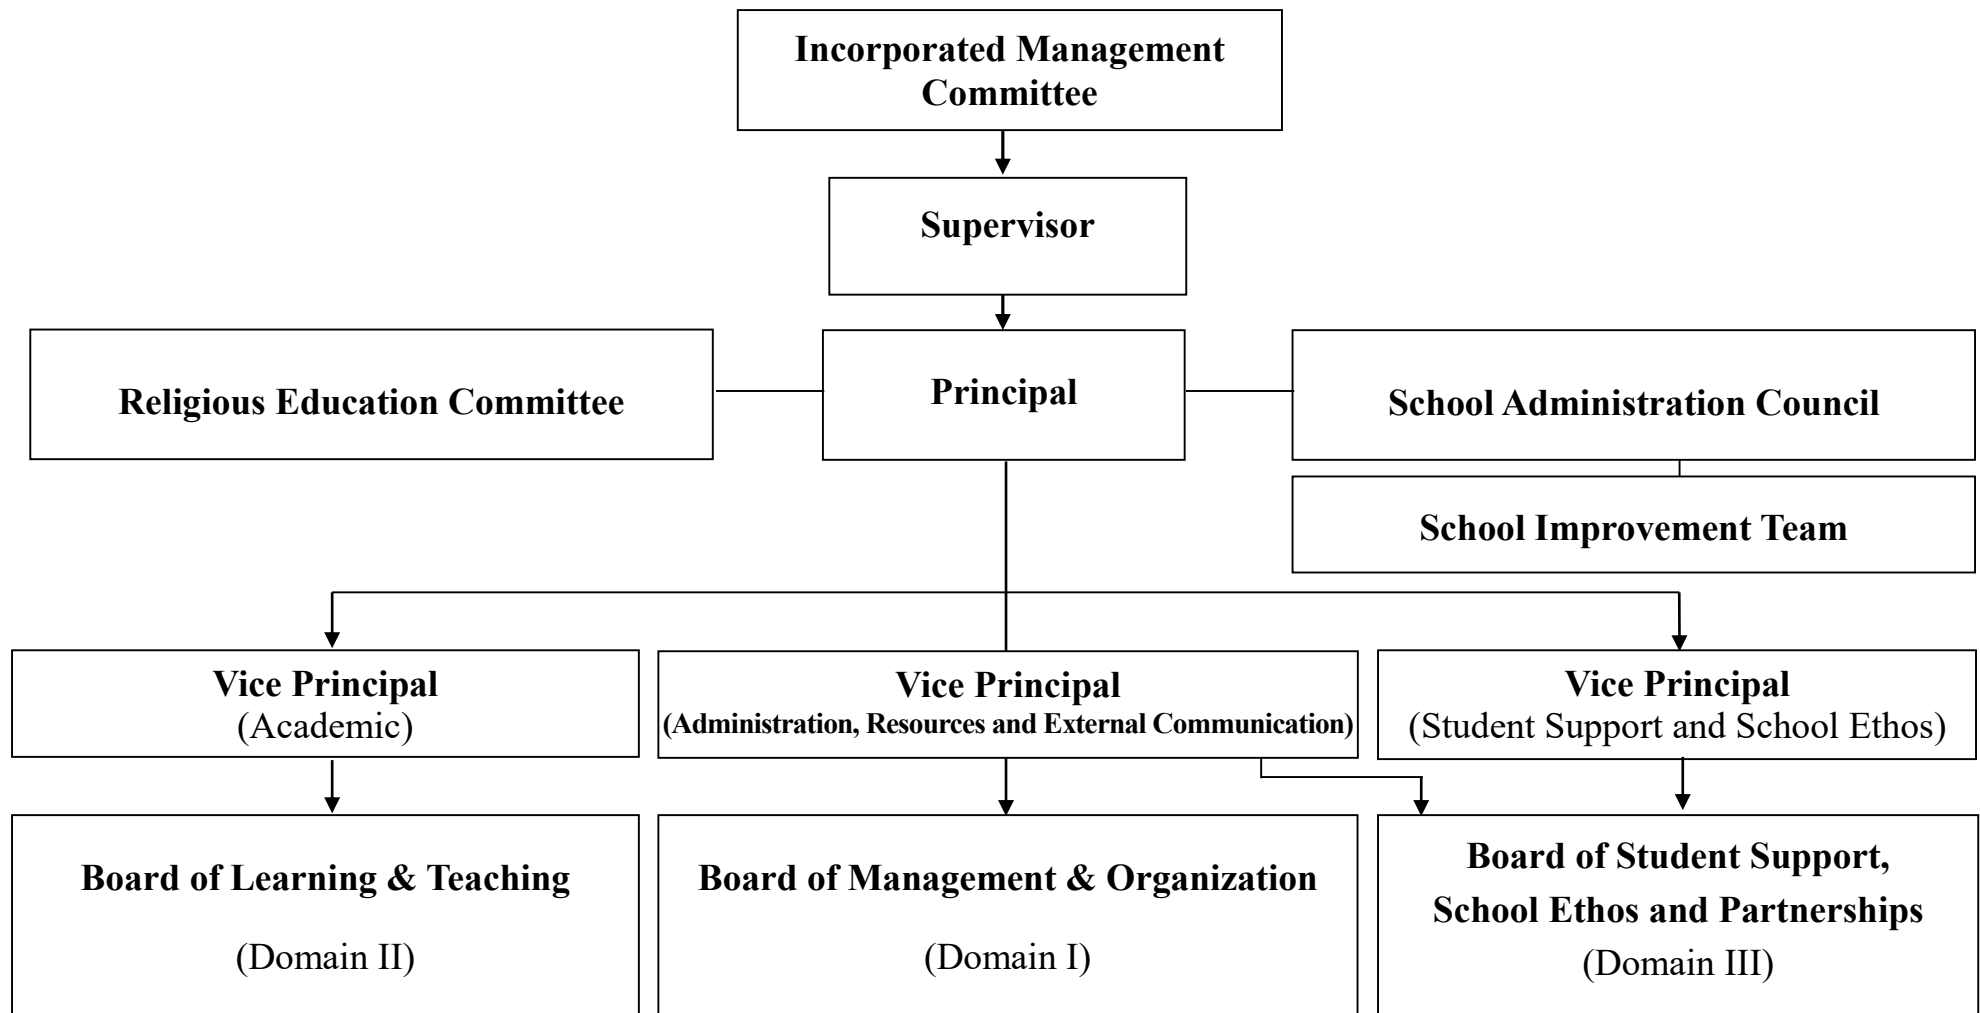 Incorporated Management
Committee
Supervisor
Religious Education Committee
Principal
School Administration Council
School Improvement Team
Vice Principal
(Academic)
Vice Principal
(Administration, Resources and External Communication)
Vice Principal
(Student Support and School Ethos)
Board of Learning & Teaching
(Domain II)
Board of Management & Organization
(Domain I)
Board of Student Support,
School Ethos and Partnerships
(Domain III)